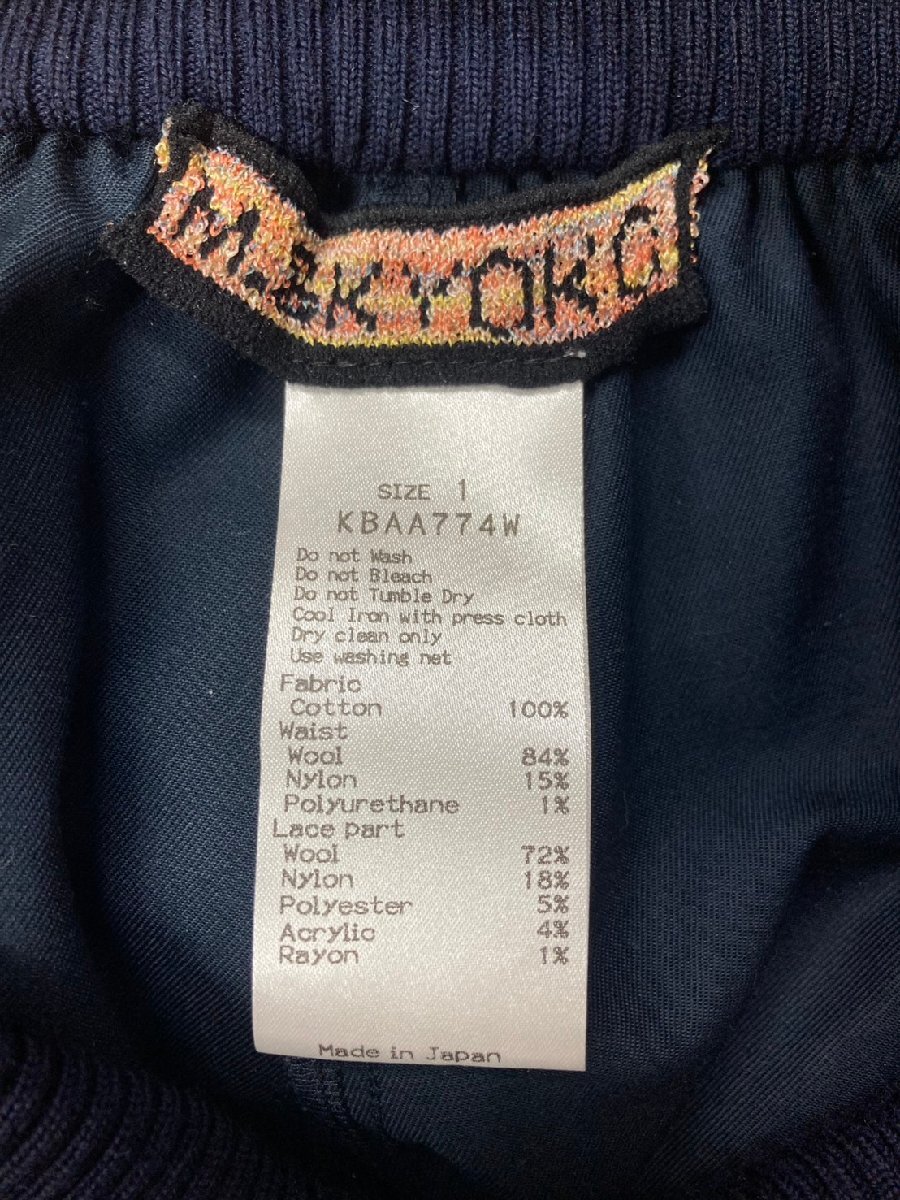 M.&KYOKO
SIZE 1
KBAA774W
Do not Wash
Do not Bleach
Do not Tumble Dry
Cool Iron with press cloth
Dry clean only
Use washing net
Fabric
Cotton 100%
Waist
Wool 84%
Nylon 15%
Polyurethane 1%
Lace part
Wool 72%
Nylon 18%
Polyester 5%
Acrylic 4%
Rayon 1%
Made in Japan